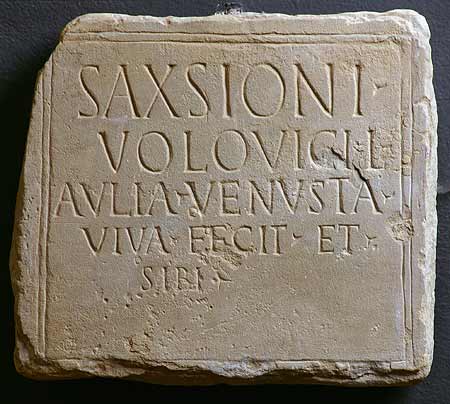 SAXSIONI·
VOLOVICI·L·
AVLIA·VENVSTA·
VIVA·FECIT·ET·
SIBI·